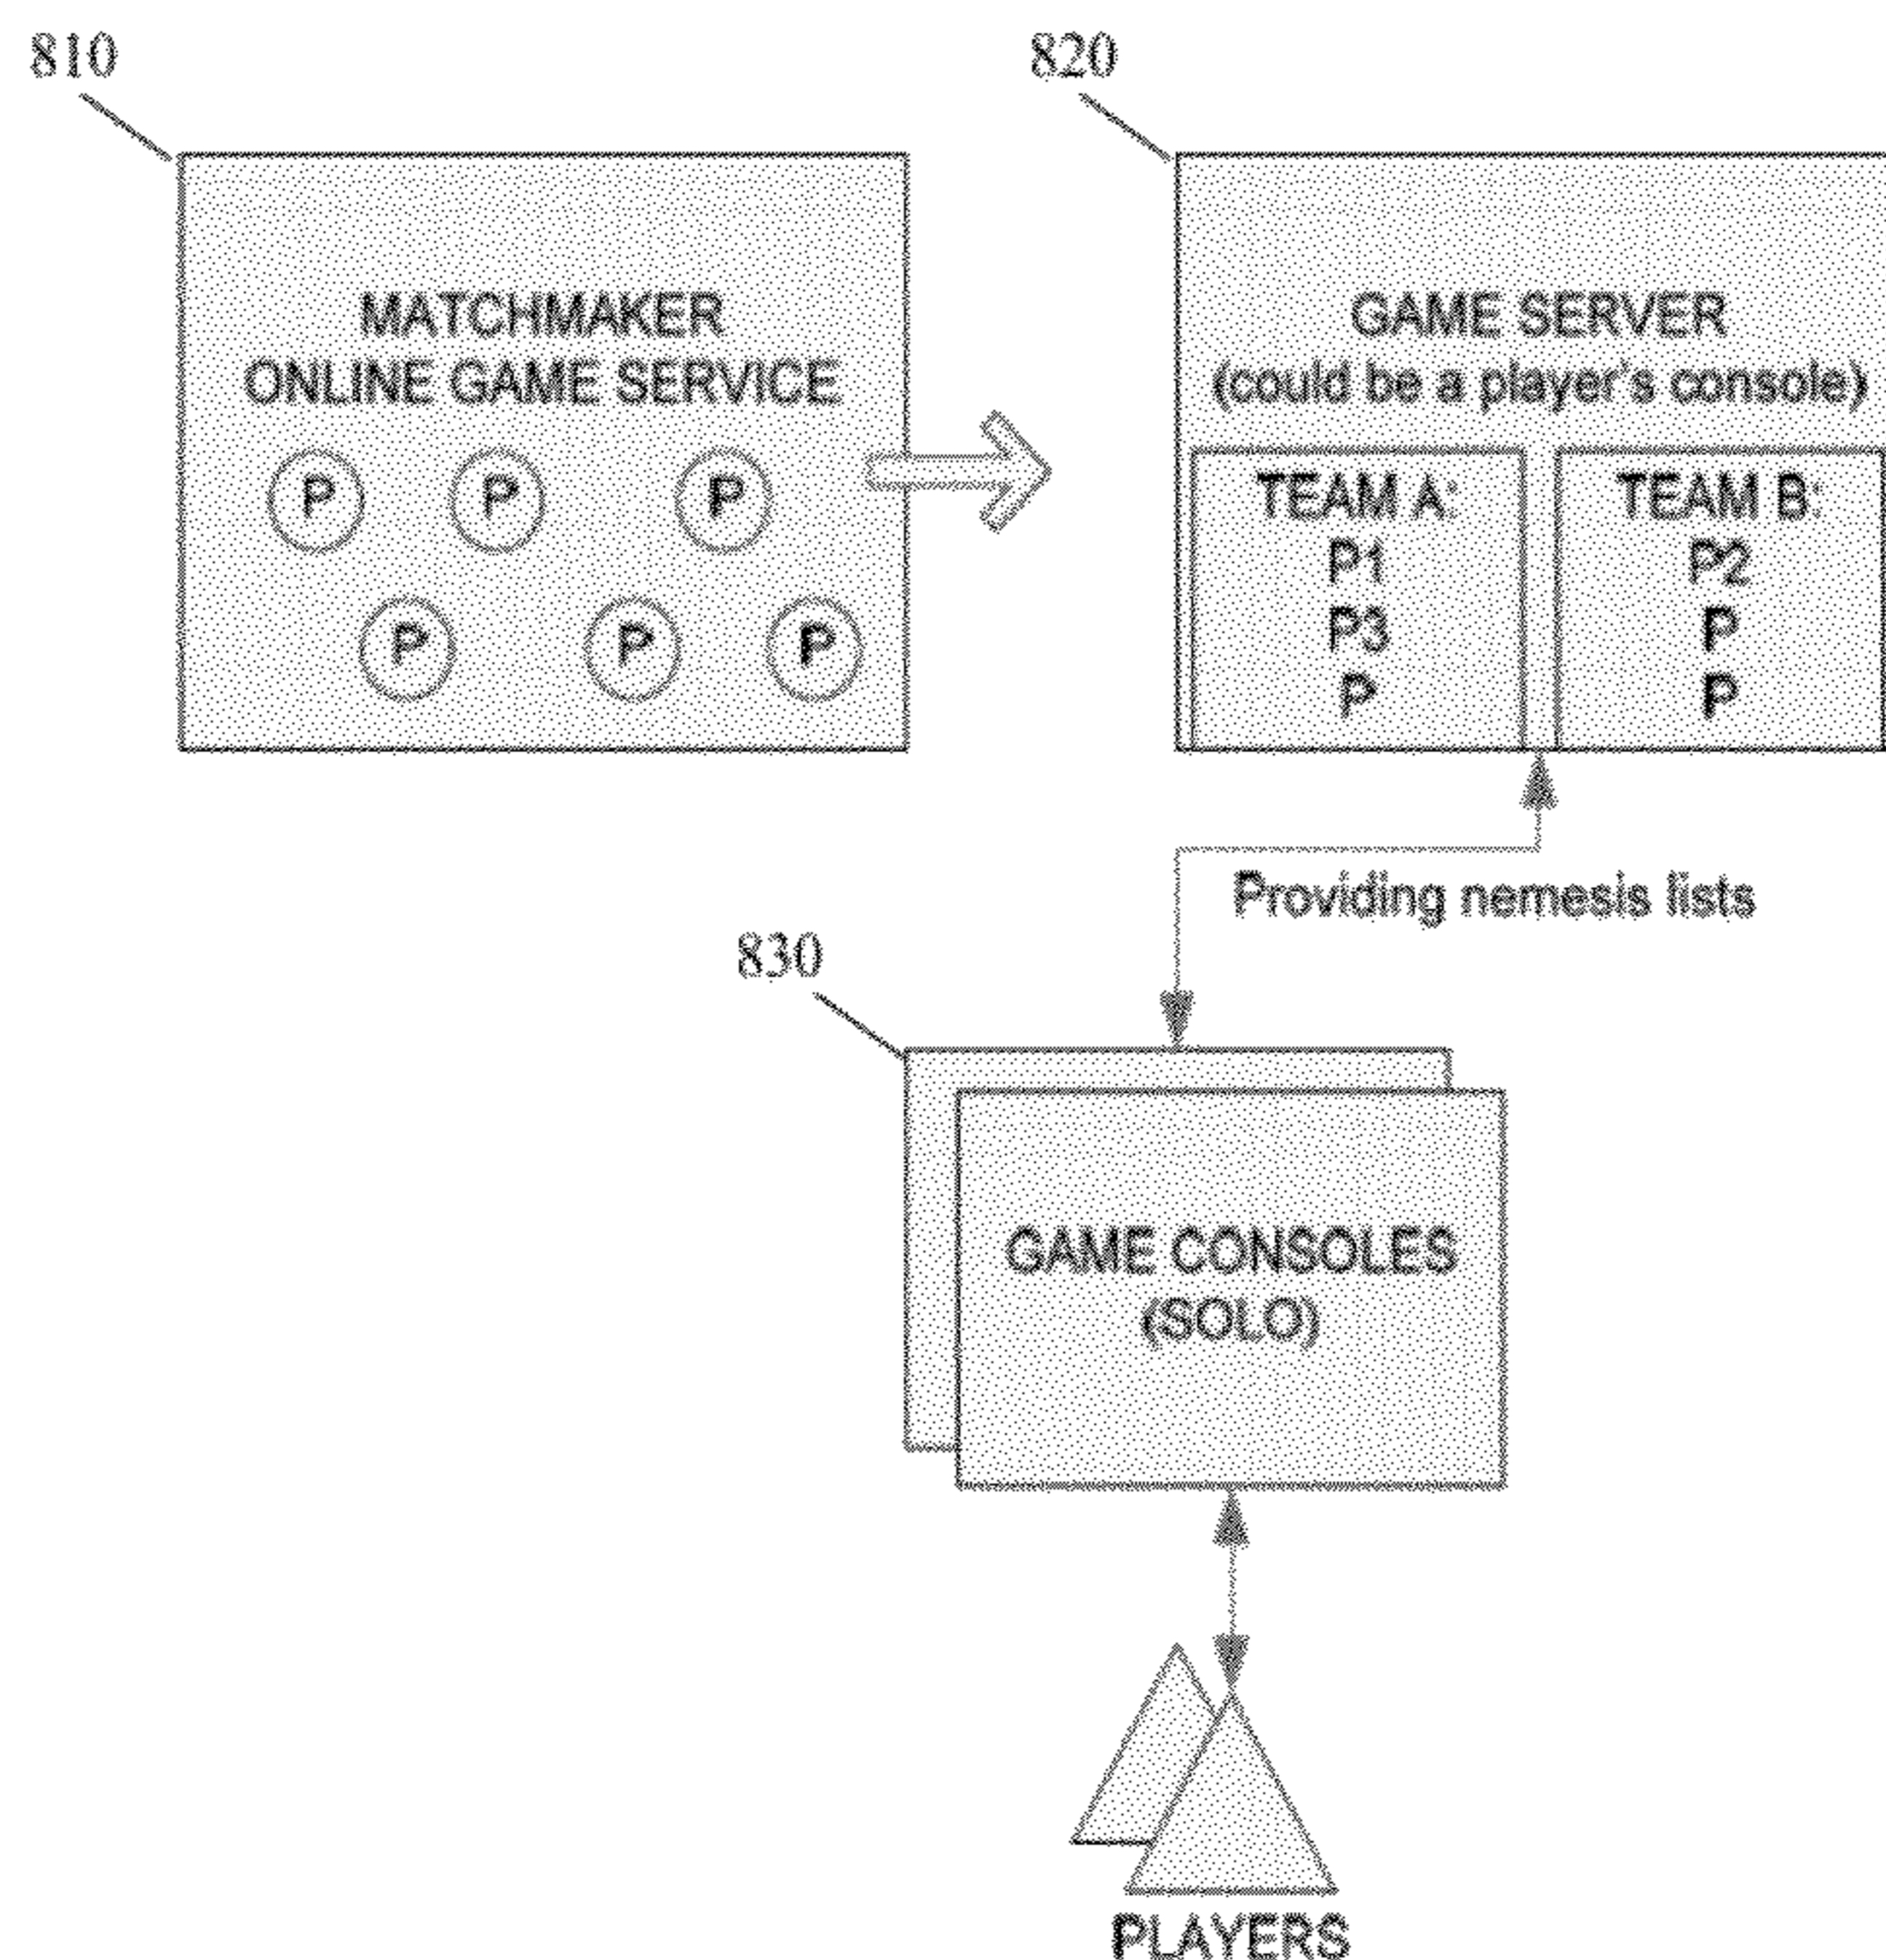 810
820
MATCHMAKER
ONLINE GAME SERVICE
P P P
P P P
GAME SERVER
(could be a player's console)
TEAM A:
P1
P3
P
TEAM B:
P2
P
P
Providing nemesis lists
830
GAME CONSOLES
(SOLO)
PLAYERS